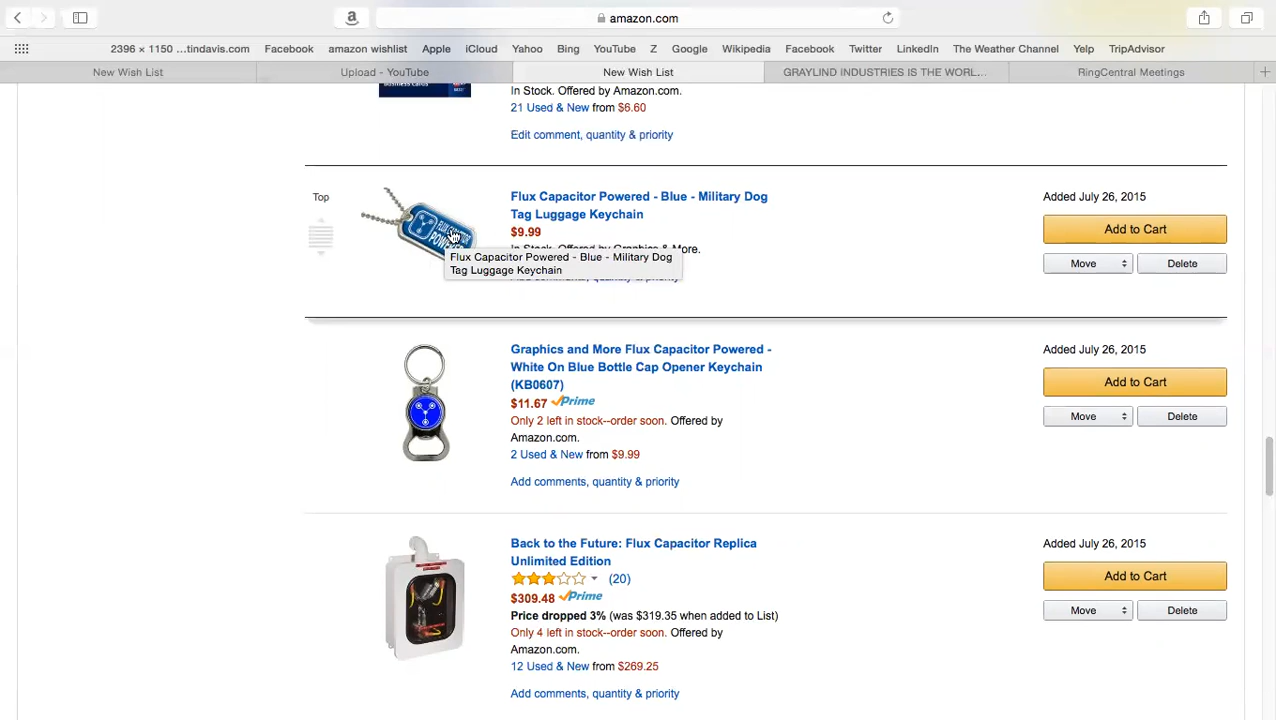 amazon.com
2396 × 1150 ...tindavis.com Facebook amazon wishlist Apple iCloud Yahoo Bing YouTube Z Google Wikipedia Facebook Twitter LinkedIn The Weather Channel Yelp TripAdvisor
New Wish List Upload - YouTube New Wish List GRAYLIND INDUSTRIES IS THE WORL... RingCentral Meetings
In Stock. Offered by Amazon.com.
21 Used & New from $6.60
Edit comment, quantity & priority
Top
Flux Capacitor Powered - Blue - Military Dog
Tag Luggage Keychain
$9.99
In Stock. Offered by Graphics & More.
Flux Capacitor Powered - Blue - Military Dog
Tag Luggage Keychain
Added July 26, 2015
Add to Cart
Move Delete
Graphics and More Flux Capacitor Powered -
White On Blue Bottle Cap Opener Keychain
(KB0607)
$11.67 Prime
Only 2 left in stock--order soon. Offered by
Amazon.com.
2 Used & New from $9.99
Add comments, quantity & priority
Added July 26, 2015
Add to Cart
Move Delete
Back to the Future: Flux Capacitor Replica
Unlimited Edition
(20)
$309.48 Prime
Price dropped 3% (was $319.35 when added to List)
Only 4 left in stock--order soon. Offered by
Amazon.com.
12 Used & New from $269.25
Add comments, quantity & priority
Added July 26, 2015
Add to Cart
Move Delete